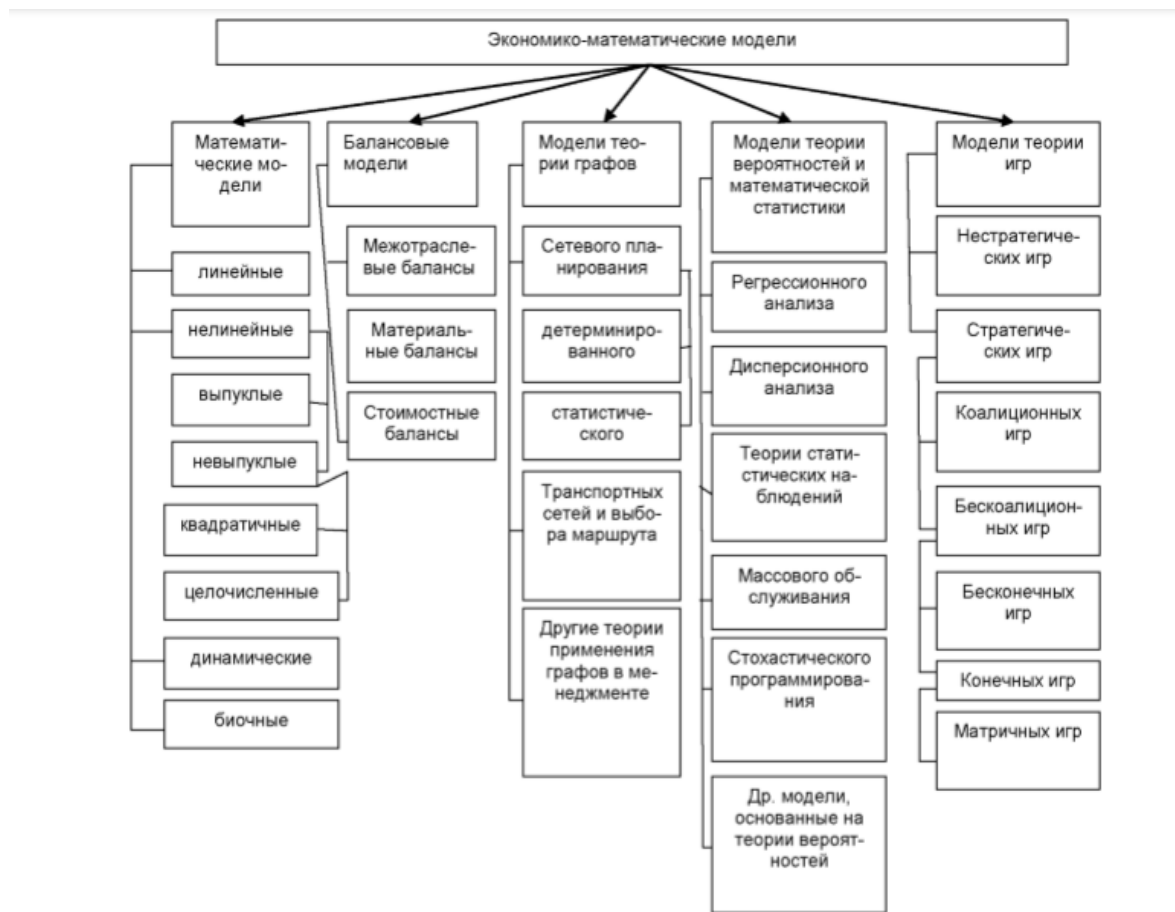 Экономико-математические модели
Математи-
ческие мо-
дели
линейные
нелинейные
выпуклые
невыпуклые
квадратичные
целочисленные
динамические
биочные
Балансовые
модели
Межотрасле-
вые балансы
Материаль-
ные балансы
Стоимостные
балансы
Модели тео-
рии графов
Сетевого пла-
нирования
детерминиро-
ванного
статистиче-
ского
Транспортных
сетей и выбо-
ра маршрута
Другие теории
применения
графов в ме-
неджменте
Модели теории
вероятностей и
математической
статистики
Регрессионного
анализа
Дисперсионного
анализа
Теории стати-
стических на-
блюдений
Массового об-
служивания
Стохастического
программирова-
ния
Др. модели,
основанные на
теории вероят-
ностей
Модели теории
игр
Нестратегиче-
ских игр
Стратегиче-
ских игр
Коалиционных
игр
Бескоалицион-
ных игр
Бесконечных
игр
Конечных игр
Матричных игр